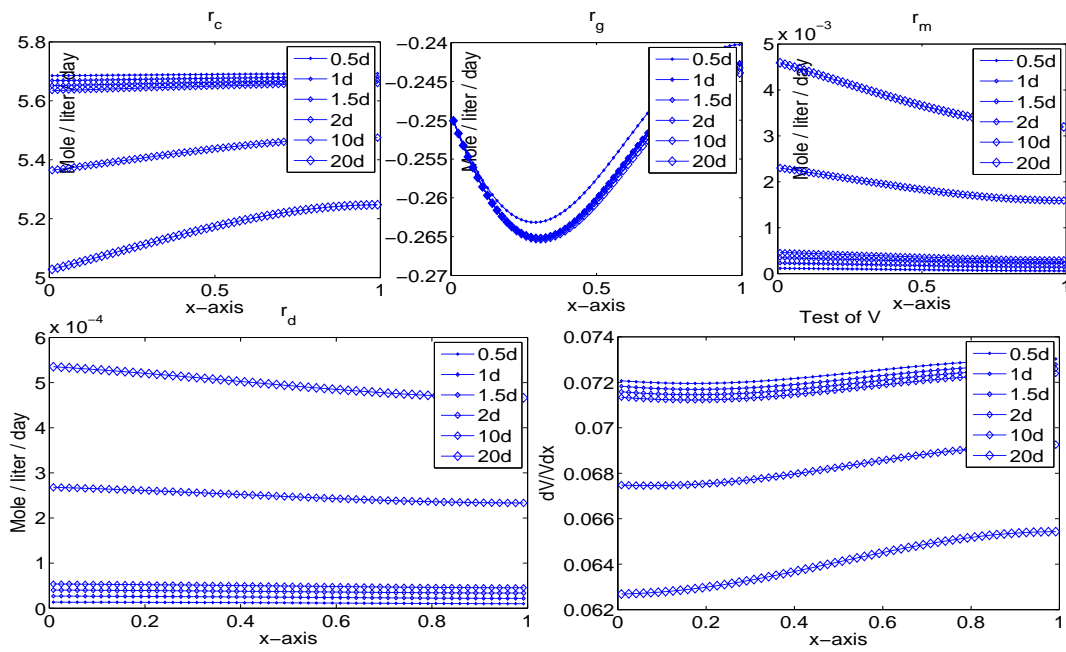 r_c
Mole / liter / day
5.8
5.6
5.4
5.2
5
0
0.5
1
x−axis
0.5d
1d
1.5d
2d
10d
20d
r_g
Mole / liter / day
−0.24
−0.245
−0.25
−0.255
−0.26
−0.265
−0.27
0
0.5
1
x−axis
0.5d
1d
1.5d
2d
10d
20d
r_m
x 10^−3
Mole / liter / day
5
4
3
2
1
0
0
0.5
1
x−axis
0.5d
1d
1.5d
2d
10d
20d
r_d
x 10^−4
Mole / liter / day
6
5
4
3
2
1
0
0
0.2
0.4
0.6
0.8
1
x−axis
0.5d
1d
1.5d
2d
10d
20d
Test of V
dV/Vdx
0.074
0.072
0.07
0.068
0.066
0.064
0.062
0
0.2
0.4
0.6
0.8
1
x−axis
0.5d
1d
1.5d
2d
10d
20d